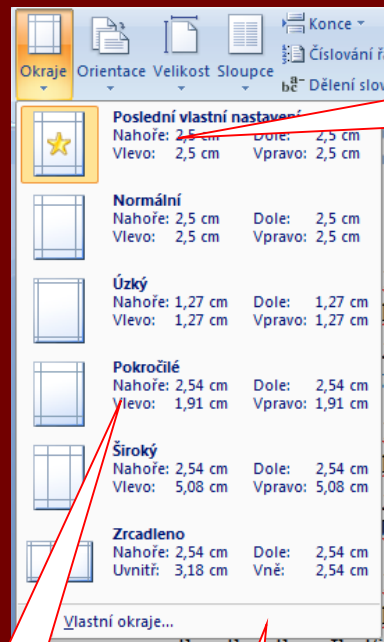 Konce
Číslování
Okraje Orientace Velikost Sloupce
Dělení
Poslední vlastní nastavení
Nahoře: 2,5 cm Dole: 2,5 cm
Vlevo: 2,5 cm Vpravo: 2,5 cm
Normální
Nahoře: 2,5 cm Dole: 2,5 cm
Vlevo: 2,5 cm Vpravo: 2,5 cm
Úzký
Nahoře: 1,27 cm Dole: 1,27 cm
Vlevo: 1,27 cm Vpravo: 1,27 cm
Pokročilé
Nahoře: 2,54 cm Dole: 2,54 cm
Vlevo: 1,91 cm Vpravo: 1,91 cm
Široký
Nahoře: 2,54 cm Dole: 2,54 cm
Vlevo: 5,08 cm Vpravo: 5,08 cm
Zrcadleno
Nahoře: 2,54 cm Dole: 2,54 cm
Uvnitř: 3,18 cm Vně: 2,54 cm
Vlastní okraje...